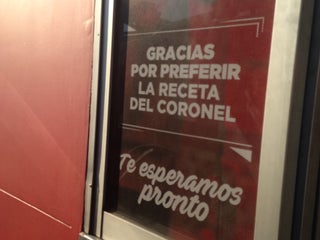 GRACIAS
POR PREFERIR
LA RECETA
DEL CORONEL
Te esperamos
pronto